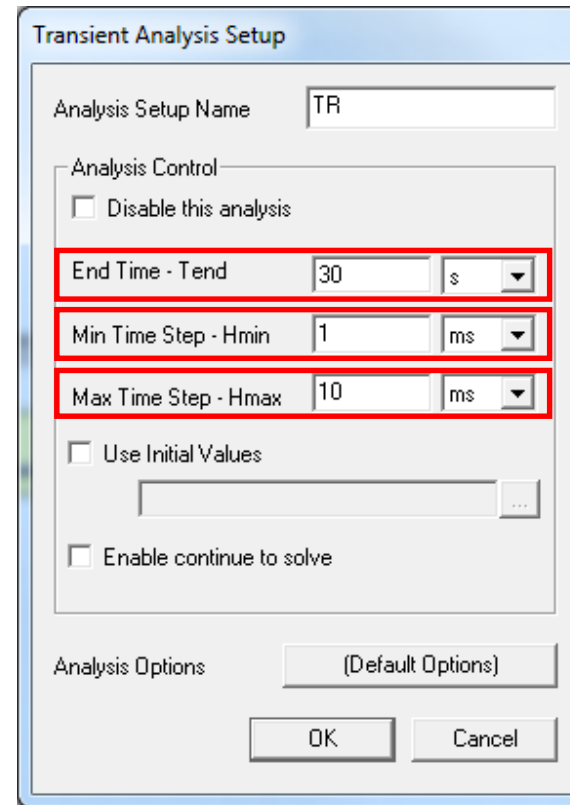 Transient Analysis Setup
Analysis Setup Name TR
Analysis Control
Disable this analysis
End Time - Tend 30 s
Min Time Step - Hmin 1 ms
Max Time Step - Hmax 10 ms
Use Initial Values
...
Enable continue to solve
Analysis Options (Default Options)
OK Cancel